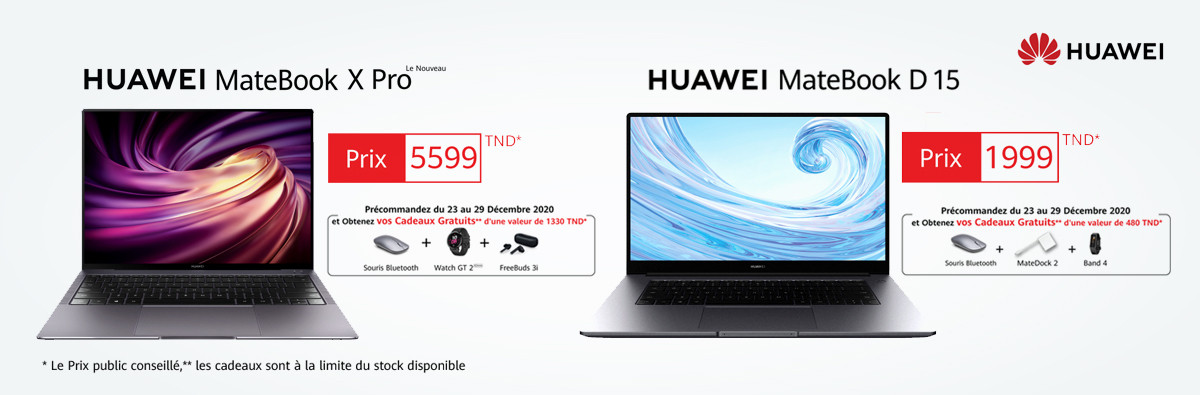 HUAWEI
HUAWEI MateBook X Pro
Le Nouveau
Prix 5599 TND*
Précommandez du 23 au 29 Décembre 2020
et Obtenez vos Cadeaux Gratuits** d'une valeur de 1330 TND*
Souris Bluetooth + Watch GT 2 + FreeBuds 3i
HUAWEI
HUAWEI MateBook D 15
Prix 1999 TND*
Précommandez du 23 au 29 Décembre 2020
et Obtenez vos Cadeaux Gratuits** d'une valeur de 480 TND*
Souris Bluetooth + MateDock 2 + Band 4
HUAWEI
* Le Prix public conseillé,** les cadeaux sont à la limite du stock disponible